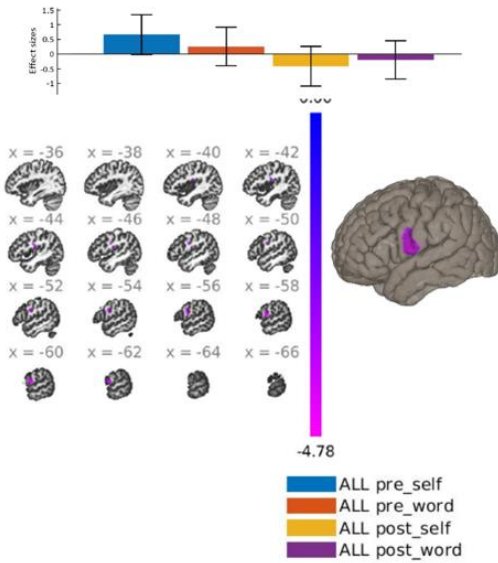 1.5
1
0.5
0
-0.5
-1
Effect sizes
x = -36 x = -38 x = -40 x = -42
x = -44 x = -46 x = -48 x = -50
x = -52 x = -54 x = -56 x = -58
x = -60 x = -62 x = -64 x = -66
-4.78
ALL pre_self
ALL pre_word
ALL post_self
ALL post_word